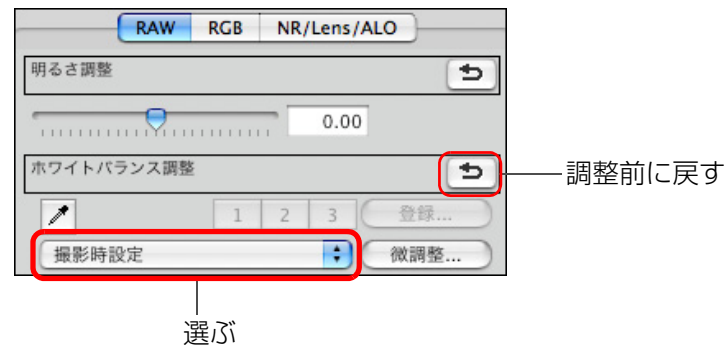 RAW RGB NR/Lens/ALO
明るさ調整
0.00
ホワイトバランス調整
調整前に戻す
1 2 3 登録...
撮影時設定 微調整...
選ぶ